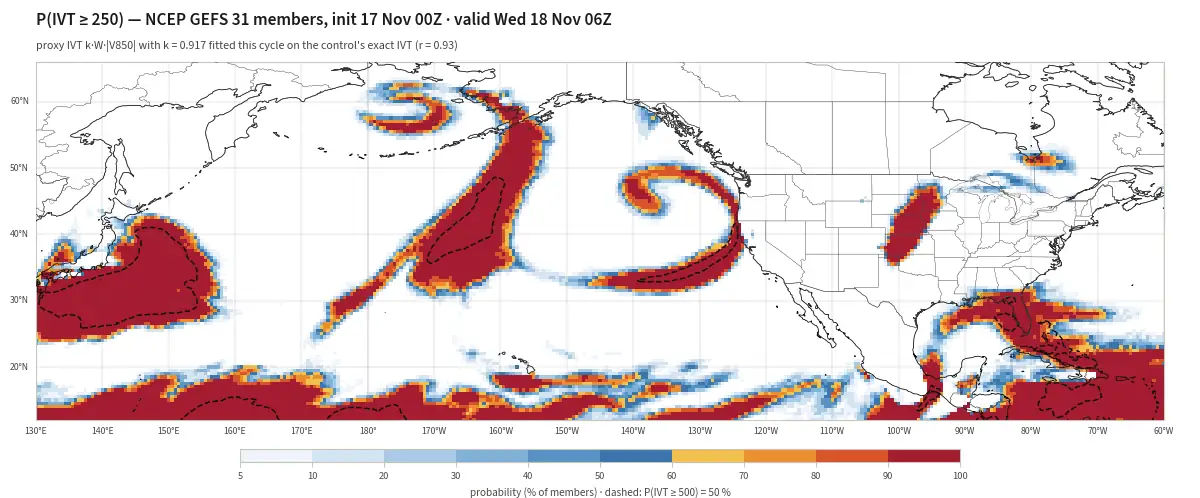 P(IVT ≥ 250) — NCEP GEFS 31 members, init 17 Nov 00Z · valid Wed 18 Nov 06Z
proxy IVT k·W·|V850| with k = 0.917 fitted this cycle on the control's exact IVT (r = 0.93)
60°N
50°N
40°N
30°N
20°N
130°E 140°E 150°E 160°E 170°E 180° 170°W 160°W 150°W 140°W 130°W 120°W 110°W 100°W 90°W 80°W 70°W 60°W
5 10 20 30 40 50 60 70 80 90 100
probability (% of members) · dashed: P(IVT ≥ 500) = 50 %